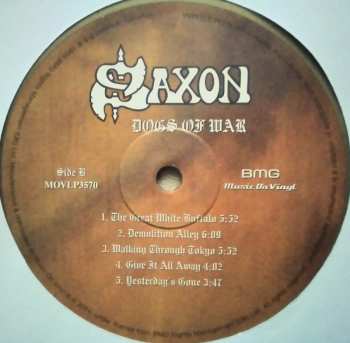 SAXON
DOGS OF WAR
Side B
MOVLP3570
BMG
Music On Vinyl
1. The Great White Buffalo 5:52
2. Demolition Alley 6:09
3. Walking Through Tokyo 5:52
4. Give It All Away 4:02
5. Yesterday's Gone 3:47